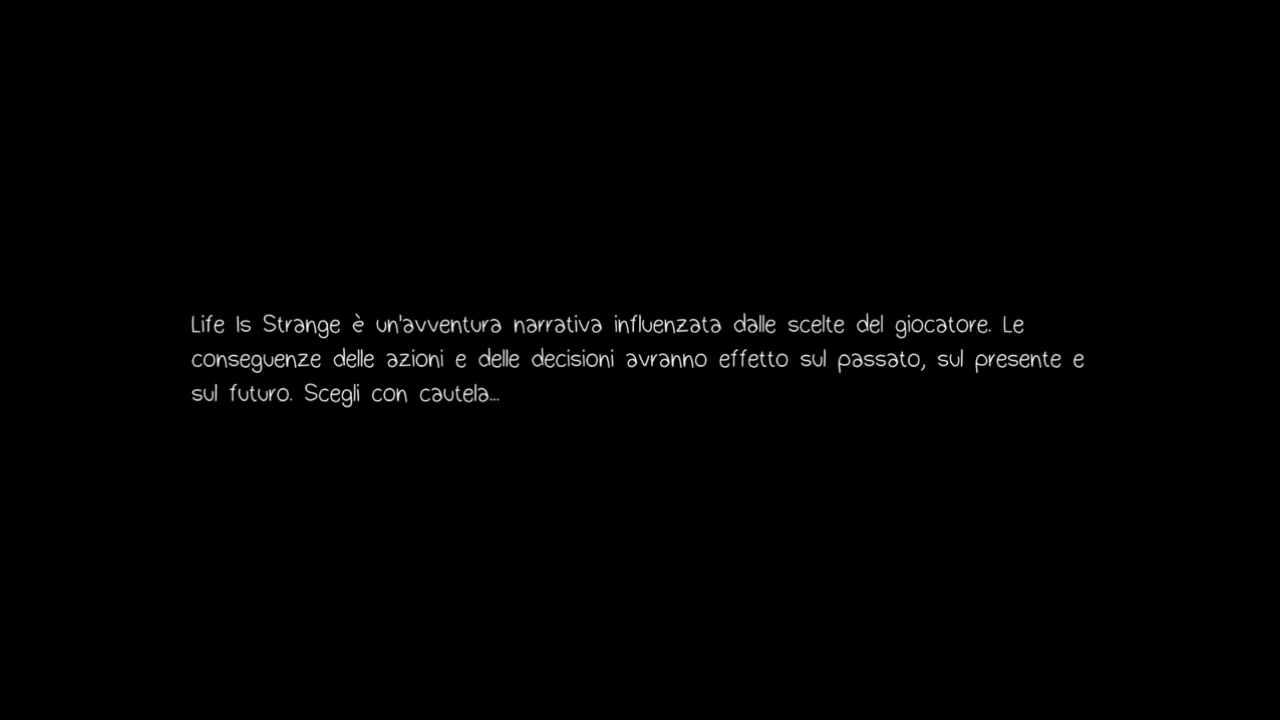 Life Is Strange è un'avventura narrativa influenzata dalle scelte del giocatore. Le
conseguenze delle azioni e delle decisioni avranno effetto sul passato, sul presente e
sul futuro. Scegli con cautela...